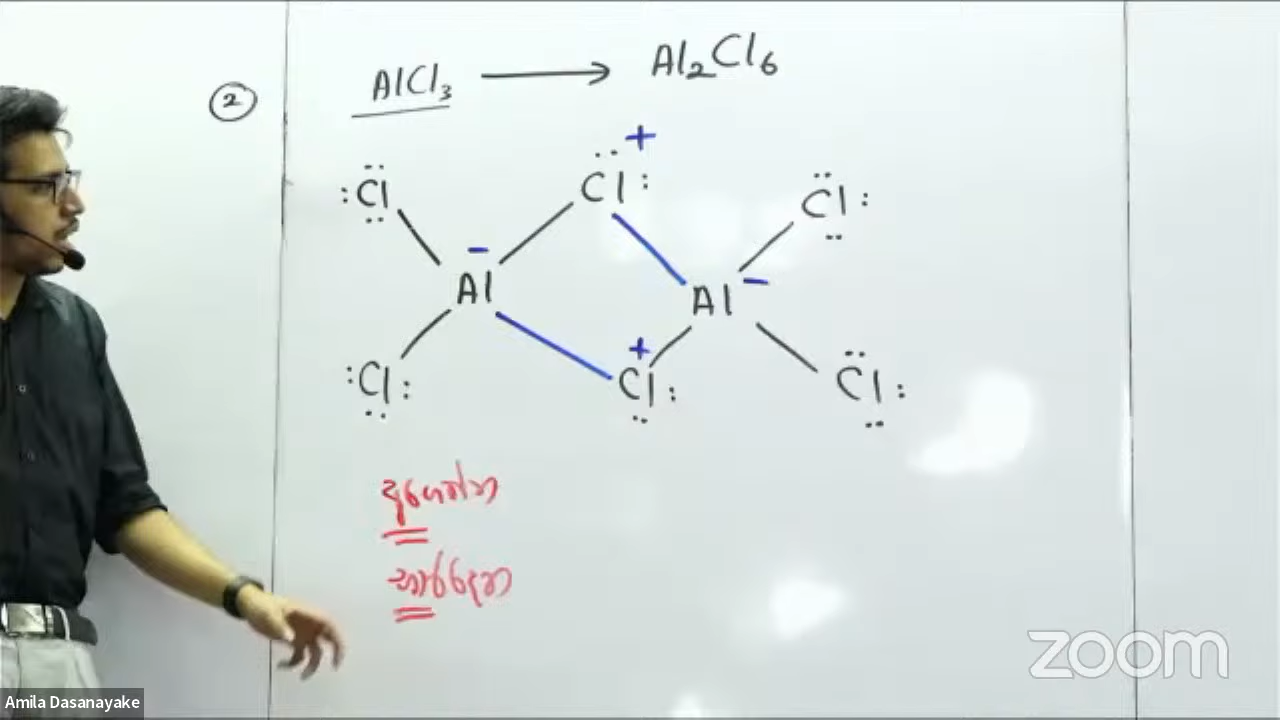 ② AlCl₃ ⟶ Al₂Cl₆
+
:Cl Cl: Cl:
−
Al Al −
+
:Cl: Cl: Cl:
zoom
Amila Dasanayake